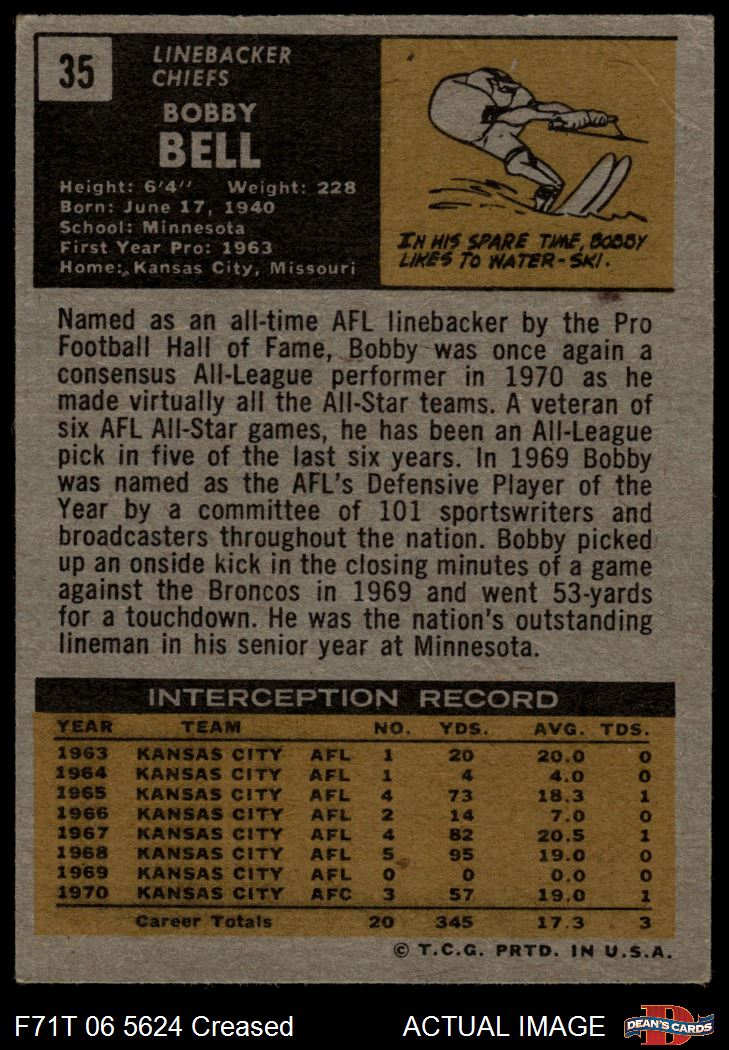 35
LINEBACKER
CHIEFS
BOBBY
BELL
Height: 6'4" Weight: 228
Born: June 17, 1940
School: Minnesota
First Year Pro: 1963
Home: Kansas City, Missouri
IN HIS SPARE TIME, BOBBY
LIKES TO WATER-SKI.
Named as an all-time AFL linebacker by the Pro
Football Hall of Fame, Bobby was once again a
consensus All-League performer in 1970 as he
made virtually all the All-Star teams. A veteran of
six AFL All-Star games, he has been an All-League
pick in five of the last six years. In 1969 Bobby
was named as the AFL's Defensive Player of the
Year by a committee of 101 sportswriters and
broadcasters throughout the nation. Bobby picked
up an onside kick in the closing minutes of a game
against the Broncos in 1969 and went 53-yards
for a touchdown. He was the nation's outstanding
lineman in his senior year at Minnesota.
INTERCEPTION RECORD
YEAR TEAM NO. YDS. AVG. TDS.
1963 KANSAS CITY AFL 1 20 20.0 0
1964 KANSAS CITY AFL 1 4 4.0 0
1965 KANSAS CITY AFL 4 73 18.3 1
1966 KANSAS CITY AFL 2 14 7.0 0
1967 KANSAS CITY AFL 4 82 20.5 1
1968 KANSAS CITY AFL 5 95 19.0 0
1969 KANSAS CITY AFL 0 0 0.0 0
1970 KANSAS CITY AFC 3 57 19.0 1
Career Totals 20 345 17.3 3
© T.C.G. PRTD. IN U.S.A.
F71T 06 5624 Creased ACTUAL IMAGE
DEAN'S CARDS